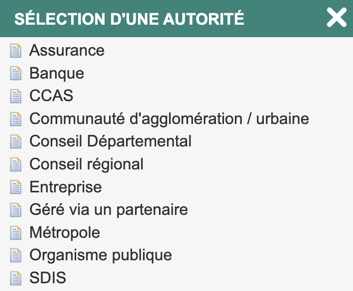 SÉLECTION D'UNE AUTORITÉ
Assurance
Banque
CCAS
Communauté d'agglomération / urbaine
Conseil Départemental
Conseil régional
Entreprise
Géré via un partenaire
Métropole
Organisme publique
SDIS